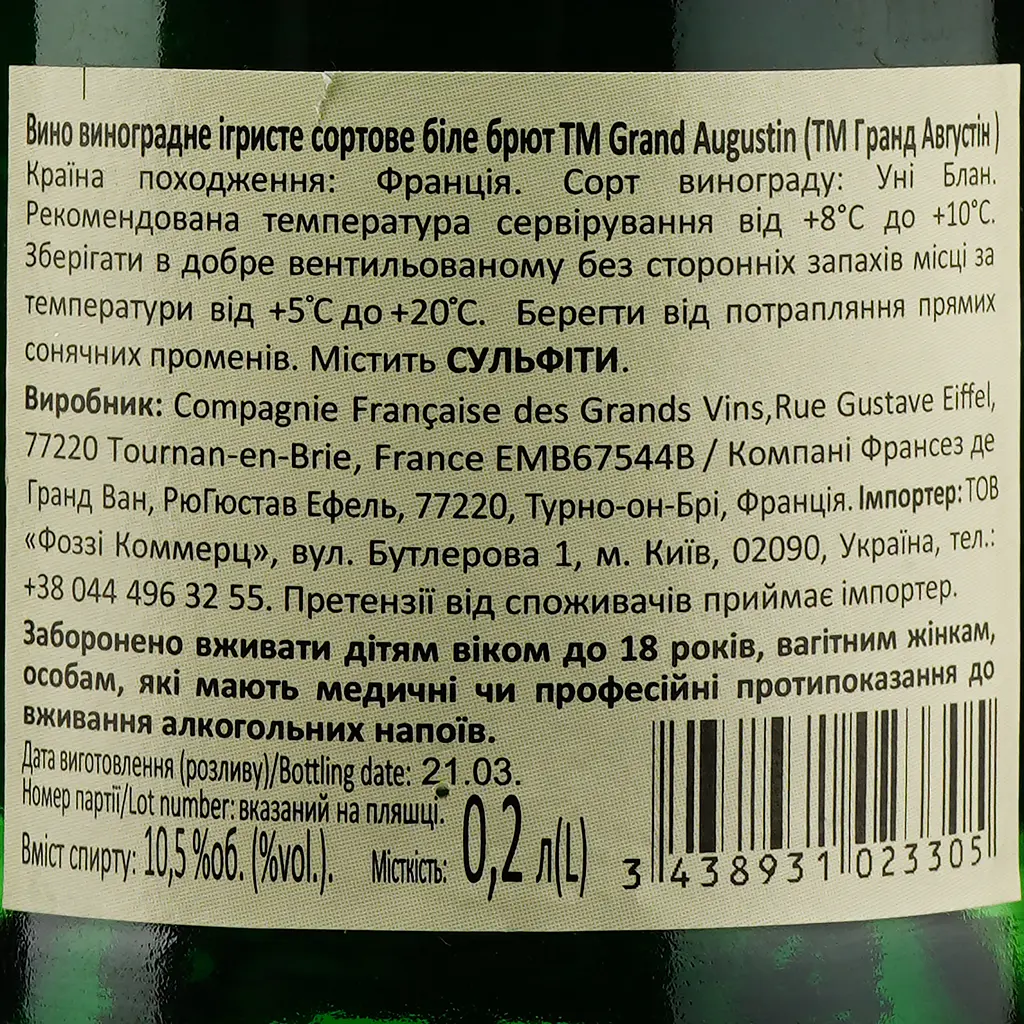 Вино виноградне ігристе сортове біле брют ТМ Grand Augustin (ТМ Гранд Августін)
Країна походження: Франція. Сорт винограду: Уні Блан.
Рекомендована температура сервірування від +8°С до +10°С.
Зберігати в добре вентильованому без сторонніх запахів місці за
температури від +5°С до +20°С. Берегти від потрапляння прямих
сонячних променів. Містить СУЛЬФІТИ.
Виробник: Compagnie Française des Grands Vins,Rue Gustave Eiffel,
77220 Tournan-en-Brie, France EMB67544B / Компані Франсез де
Гранд Ван, РюГюстав Ефель, 77220, Турно-он-Брі, Франція. Імпортер: ТОВ
«Фоззі Коммерц», вул. Бутлерова 1, м. Київ, 02090, Україна, тел.:
+38 044 496 32 55. Претензії від споживачів приймає імпортер.
Заборонено вживати дітям віком до 18 років, вагітним жінкам,
особам, які мають медичні чи професійні протипоказання до
вживання алкогольних напоїв.
Дата виготовлення (розливу)/Bottling date: 21.03.
Номер партії/Lot number: вказаний на пляшці.
Вміст спирту: 10,5 %об. (%vol.). Місткість: 0,2 л(L)
3 438931 023305